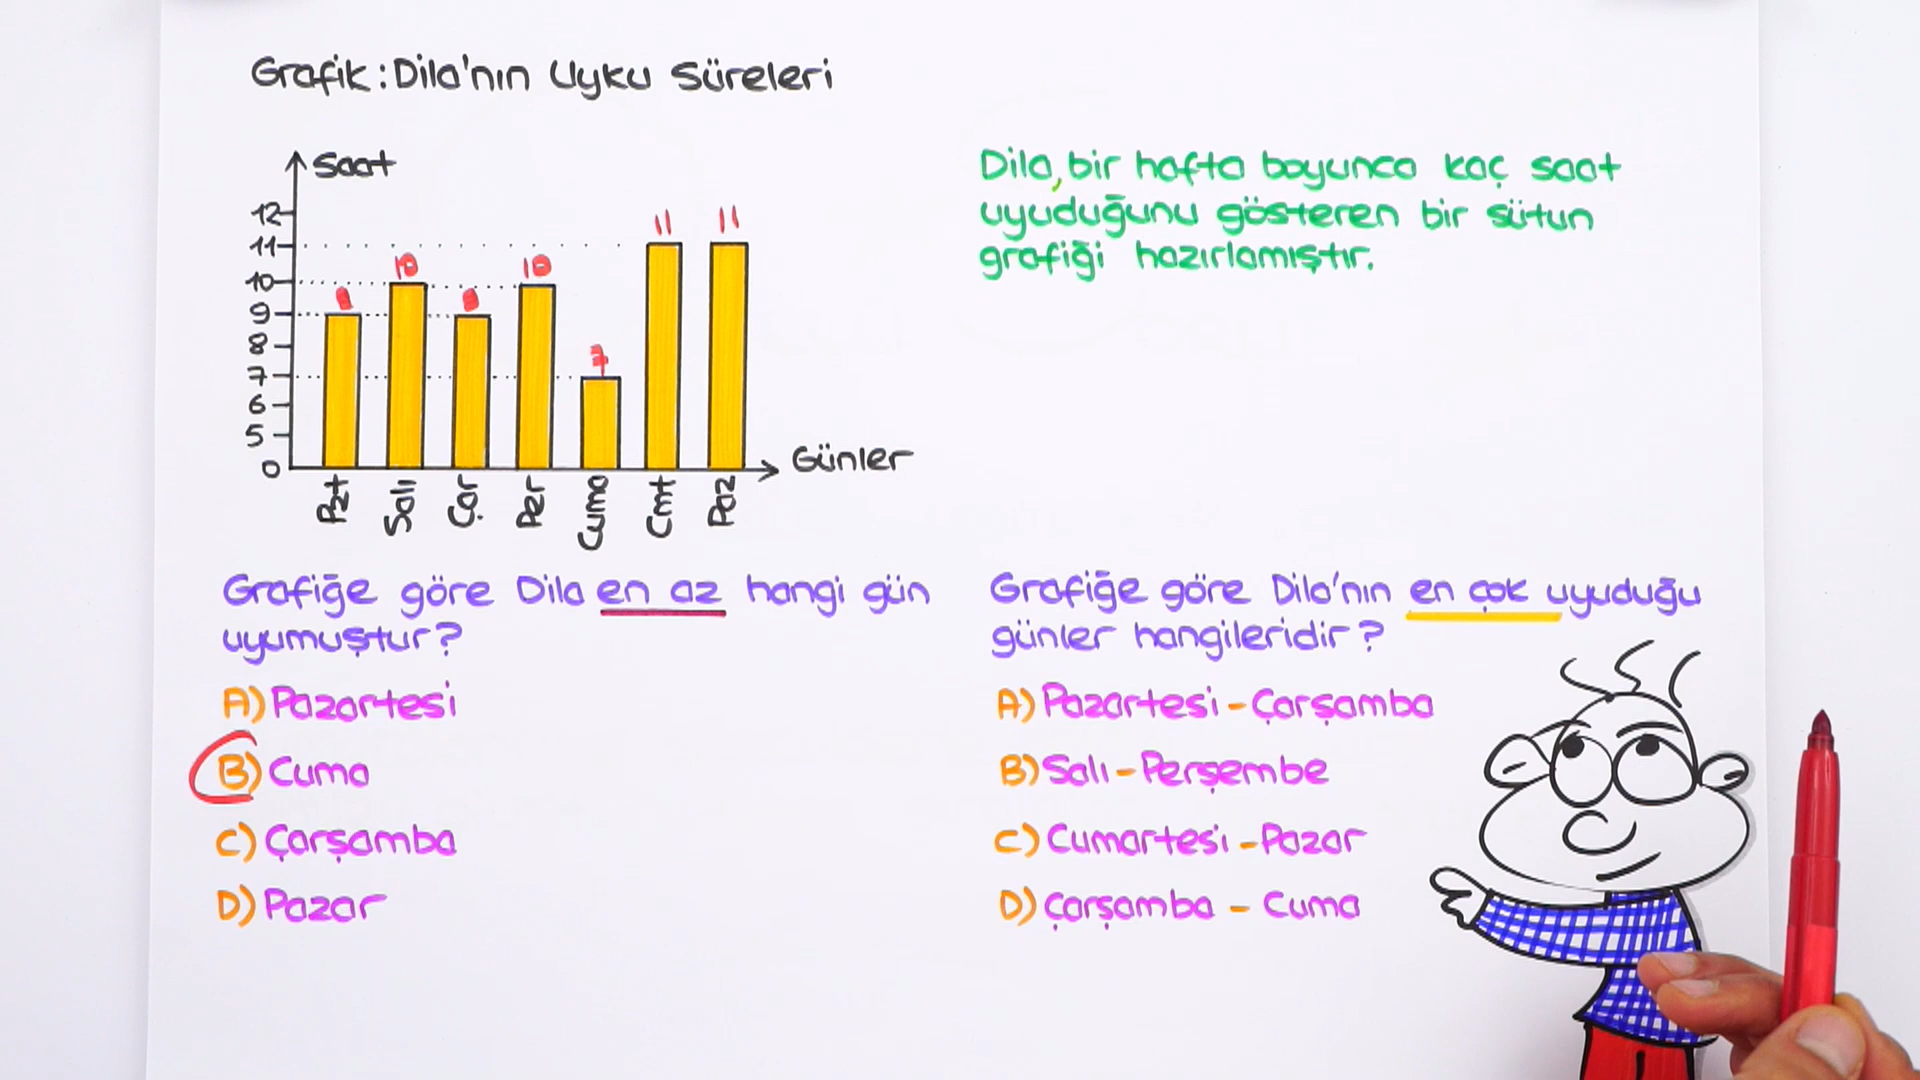 Grafik: Dila'nın Uyku Süreleri
Saat
12
11
10
9
8
7
6
5
0
10
10
7
11
11
Günler
Pzt
Salı
Çar
Per
Cuma
Cmt
Paz
Dila, bir hafta boyunca kaç saat
uyuduğunu gösteren bir sütun
grafiği hazırlamıştır.
Grafiğe göre Dila en az hangi gün
uyumuştur?
A) Pazartesi
B) Cuma
C) Çarşamba
D) Pazar
Grafiğe göre Dila'nın en çok uyuduğu
günler hangileridir?
A) Pazartesi - Çarşamba
B) Salı - Perşembe
C) Cumartesi - Pazar
D) Çarşamba - Cuma